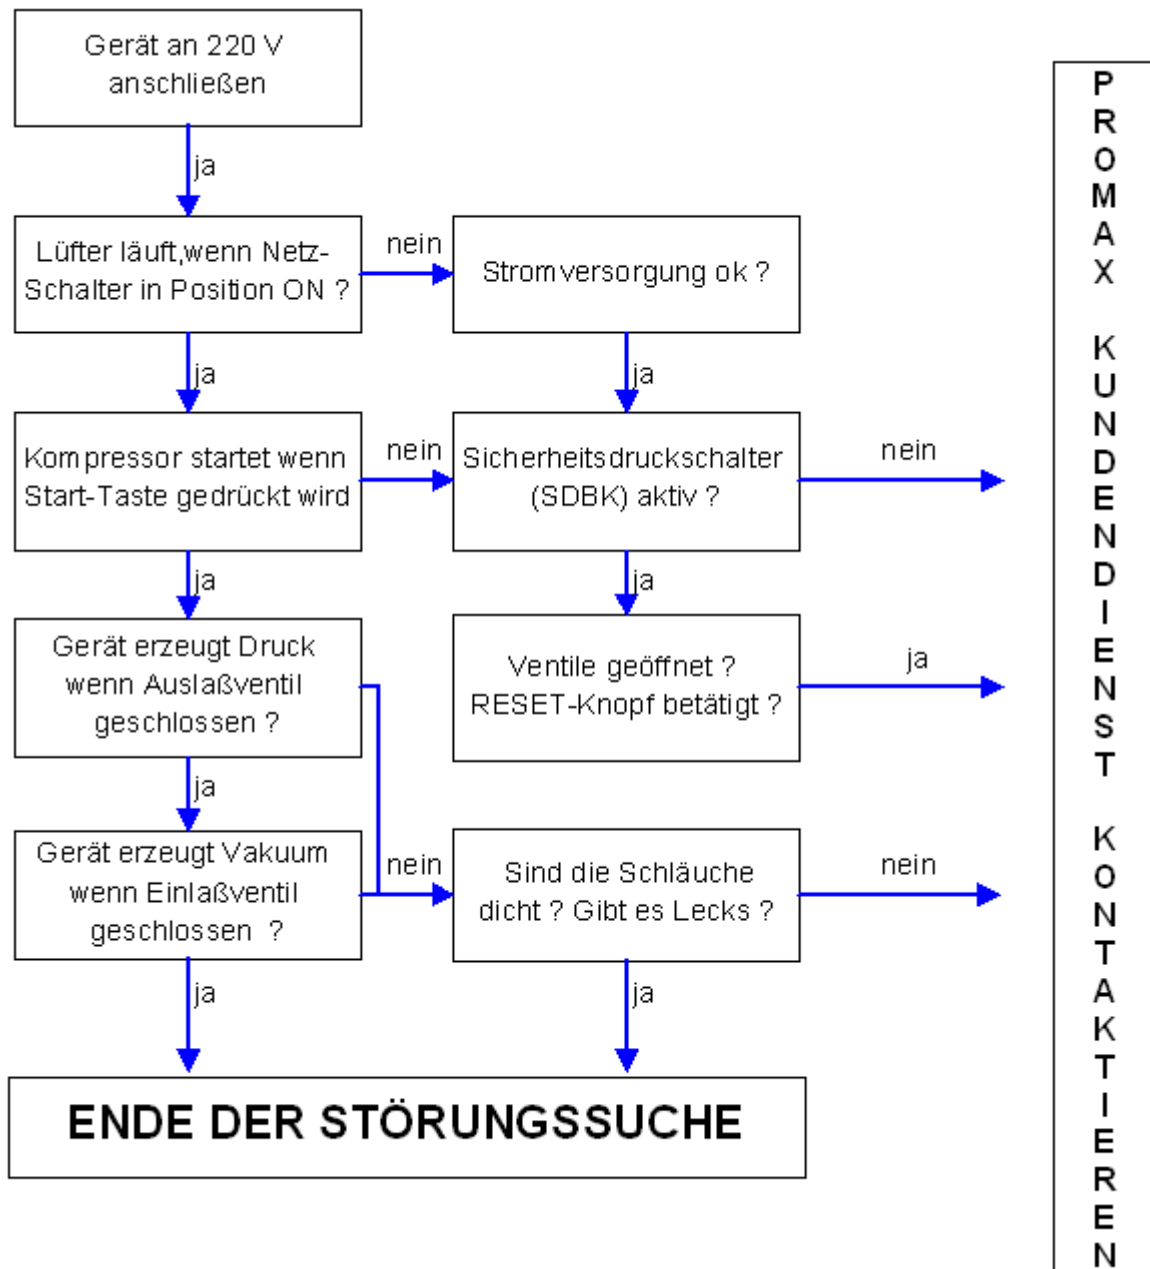 Gerät an 220 V
anschließen
ja
Lüfter läuft,wenn Netz-
Schalter in Position ON ?
nein
Stromversorgung ok ?
ja
ja
Kompressor startet wenn
Start-Taste gedrückt wird
nein
Sicherheitsdruckschalter
(SDBK) aktiv ?
nein
ja
ja
Gerät erzeugt Druck
wenn Auslaßventil
geschlossen ?
Ventile geöffnet ?
RESET-Knopf betätigt ?
ja
ja
Gerät erzeugt Vakuum
wenn Einlaßventil
geschlossen ?
nein
Sind die Schläuche
dicht ? Gibt es Lecks ?
nein
ja
ja
ENDE DER STÖRUNGSSUCHE
PROMAX KUNDENDIENST KONTAKTIEREN